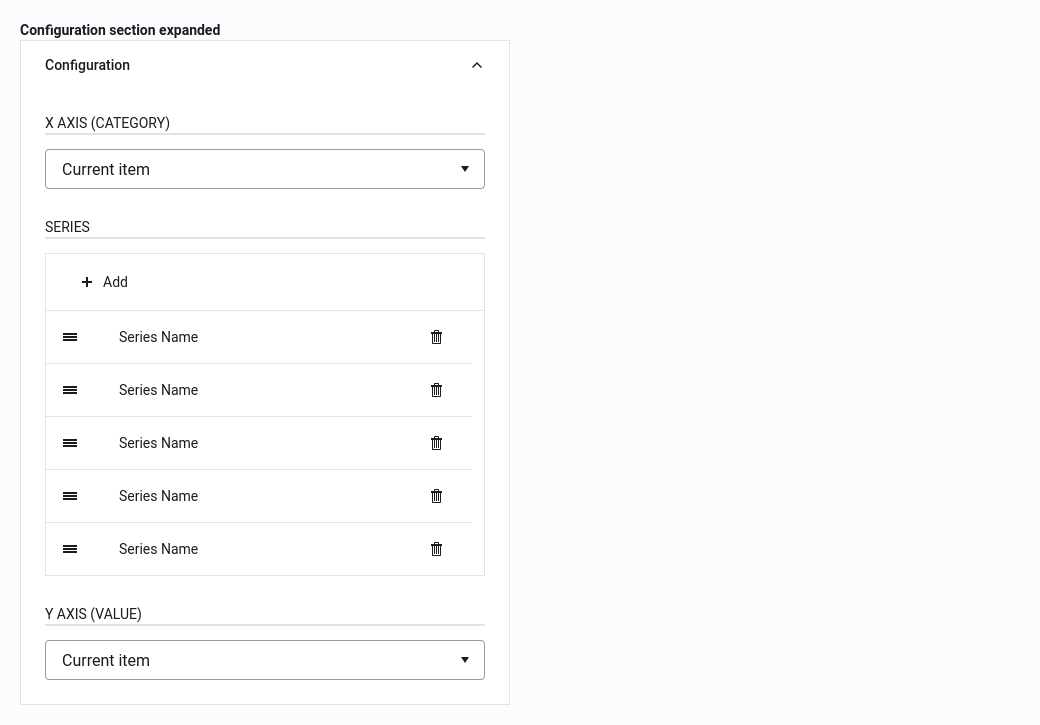 Configuration section expanded
Configuration
X AXIS (CATEGORY)
Current item
SERIES
Add
Series Name
Series Name
Series Name
Series Name
Series Name
Y AXIS (VALUE)
Current item